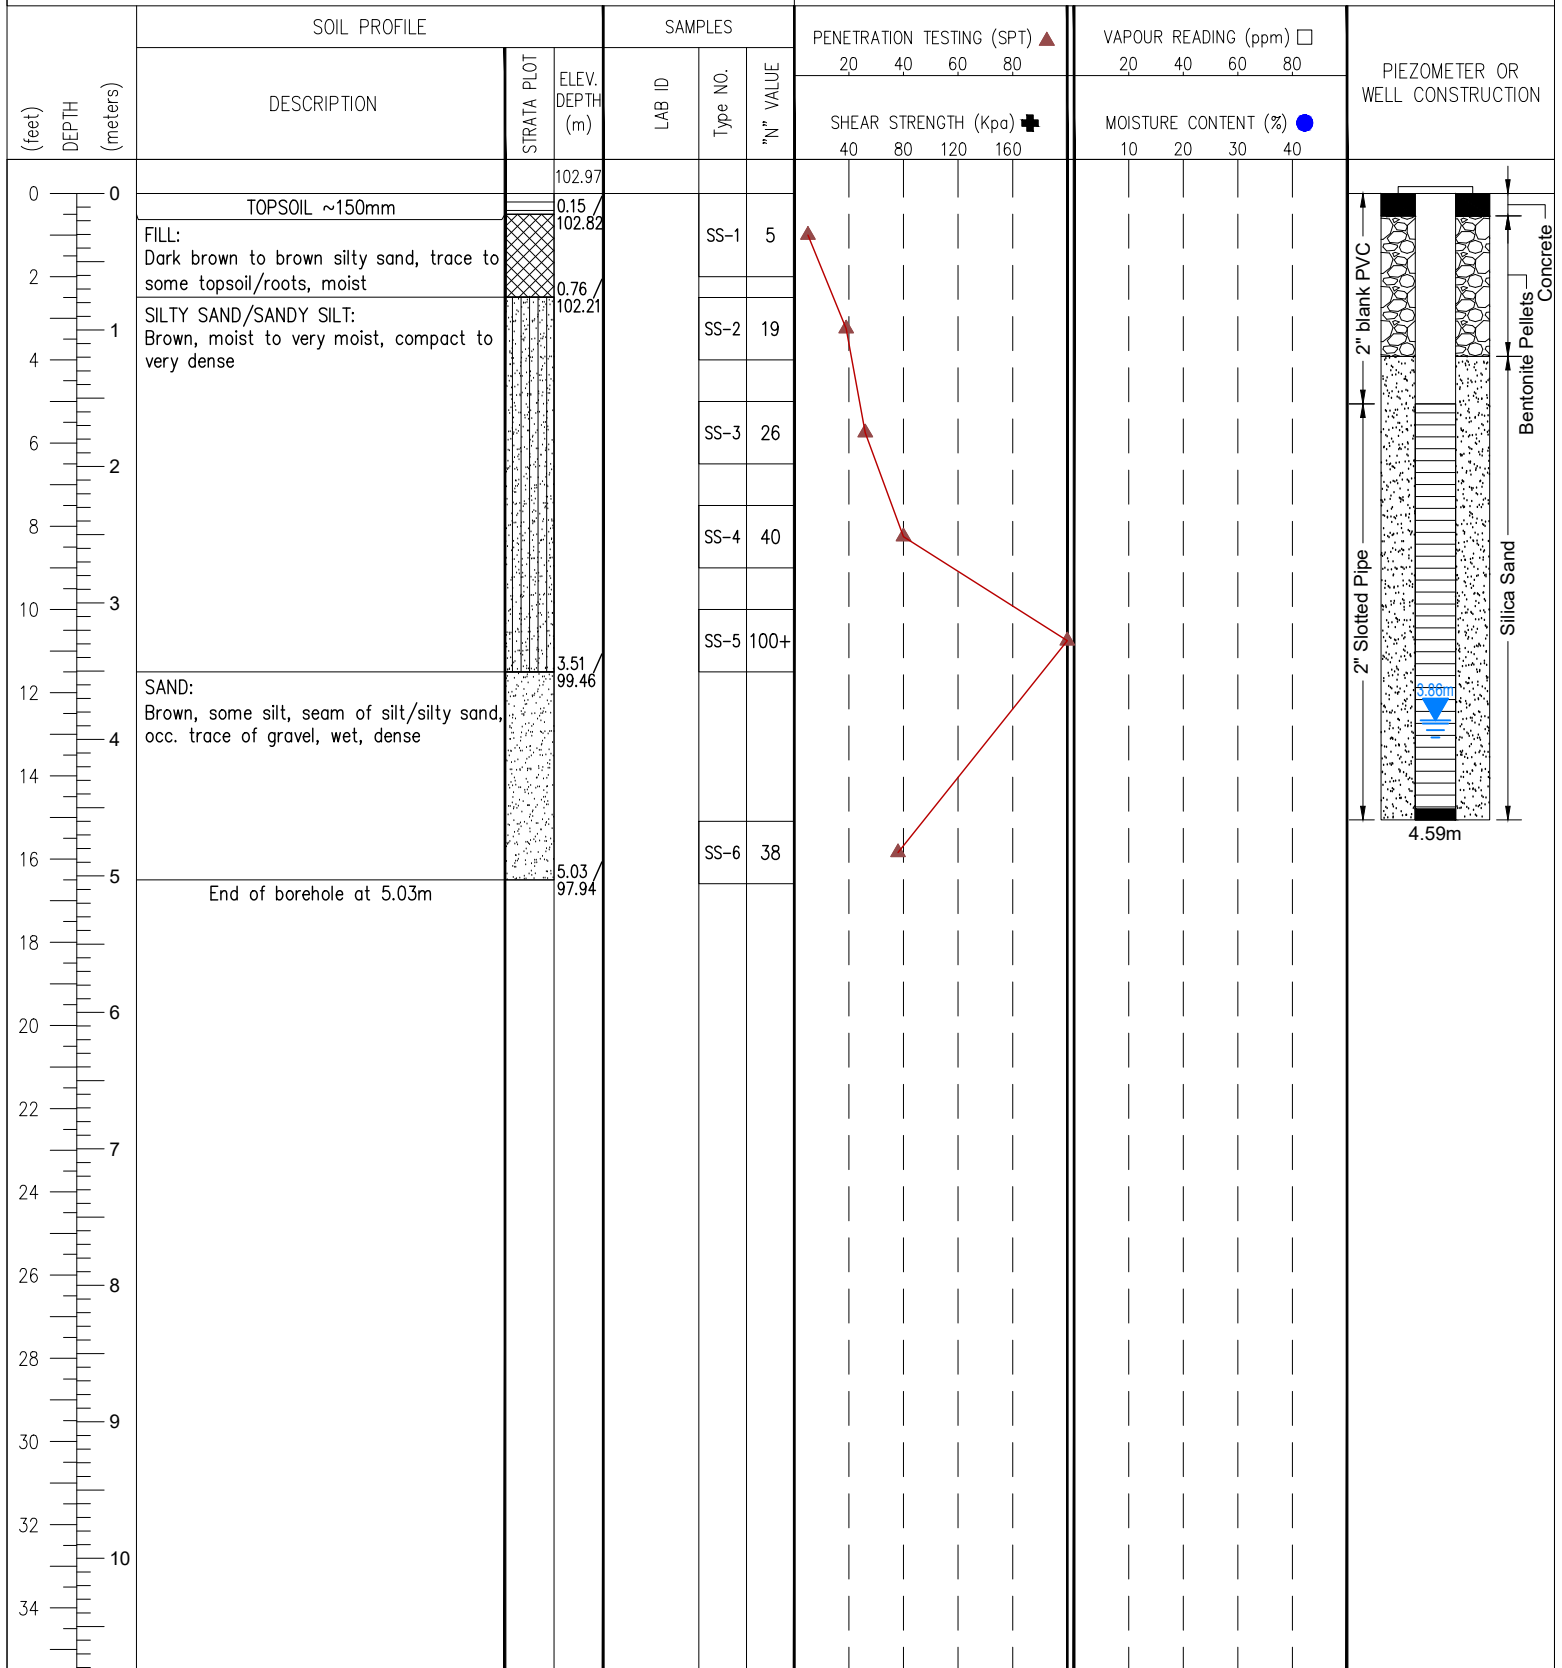 SOIL PROFILE
SAMPLES
PENETRATION TESTING (SPT)
20 40 60 80
SHEAR STRENGTH (Kpa)
40 80 120 160
VAPOUR READING (ppm)
20 40 60 80
MOISTURE CONTENT (%)
10 20 30 40
PIEZOMETER OR
WELL CONSTRUCTION
(feet)
DEPTH
(meters)
DESCRIPTION
STRATA PLOT
ELEV.
DEPTH
(m)
LAB ID
Type NO.
"N" VALUE
102.97
0 0
TOPSOIL ~150mm
0.15
102.82
FILL:
Dark brown to brown silty sand, trace to
some topsoil/roots, moist
SS-1 5
2
0.76
102.21
SILTY SAND/SANDY SILT:
Brown, moist to very moist, compact to
very dense
SS-2 19
1
4
SS-3 26
6
2
8
SS-4 40
10
3
SS-5 100+
3.51
99.46
12
SAND:
Brown, some silt, seam of silt/silty sand,
occ. trace of gravel, wet, dense
4
14
SS-6 38
16
5.03
5
97.94
End of borehole at 5.03m
18
6
20
22
7
24
26
8
28
9
30
32
10
34
2" blank PVC
2" Slotted Pipe
Concrete
Bentonite Pellets
Silica Sand
3.86m
4.59m